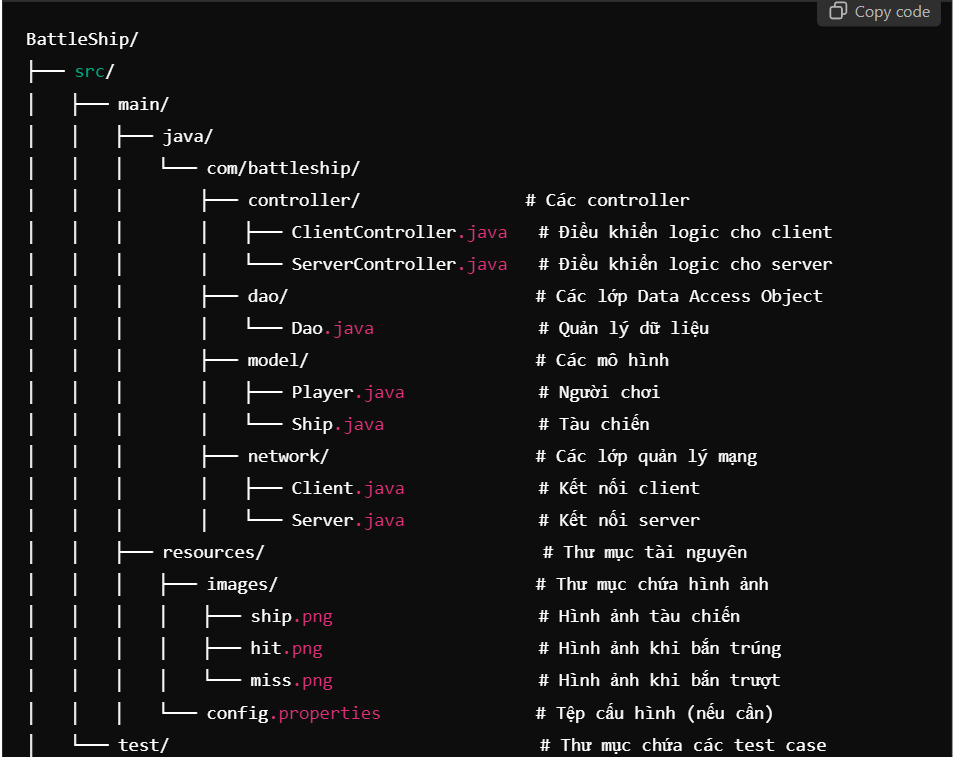 Copy code
BattleShip/
├── src/
│   ├── main/
│   │   ├── java/
│   │   │   └── com/battleship/
│   │   │       ├── controller/                # Các controller
│   │   │       │   ├── ClientController.java   # Điều khiển logic cho client
│   │   │       │   └── ServerController.java   # Điều khiển logic cho server
│   │   │       ├── dao/                        # Các lớp Data Access Object
│   │   │       │   └── Dao.java                # Quản lý dữ liệu
│   │   │       ├── model/                      # Các mô hình
│   │   │       │   ├── Player.java             # Người chơi
│   │   │       │   └── Ship.java               # Tàu chiến
│   │   │       ├── network/                    # Các lớp quản lý mạng
│   │   │       │   ├── Client.java             # Kết nối client
│   │   │       │   └── Server.java             # Kết nối server
│   │   ├── resources/                           # Thư mục tài nguyên
│   │   │   ├── images/                         # Thư mục chứa hình ảnh
│   │   │   │   ├── ship.png                    # Hình ảnh tàu chiến
│   │   │   │   ├── hit.png                     # Hình ảnh khi bắn trúng
│   │   │   │   └── miss.png                    # Hình ảnh khi bắn trượt
│   │   │   └── config.properties               # Tệp cấu hình (nếu cần)
│   └── test/                                    # Thư mục chứa các test case